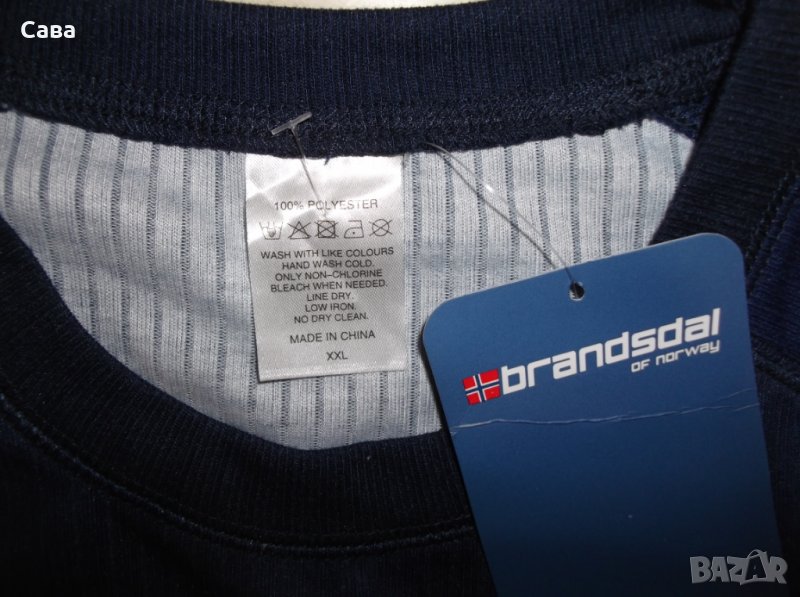 Сава
100% POLYESTER
WASH WITH LIKE COLOURS
HAND WASH COLD.
ONLY NON-CHLORINE
BLEACH WHEN NEEDED.
LINE DRY.
LOW IRON.
NO DRY CLEAN.
MADE IN CHINA
XXL
brandsdal
OF NORWAY
BAZAR